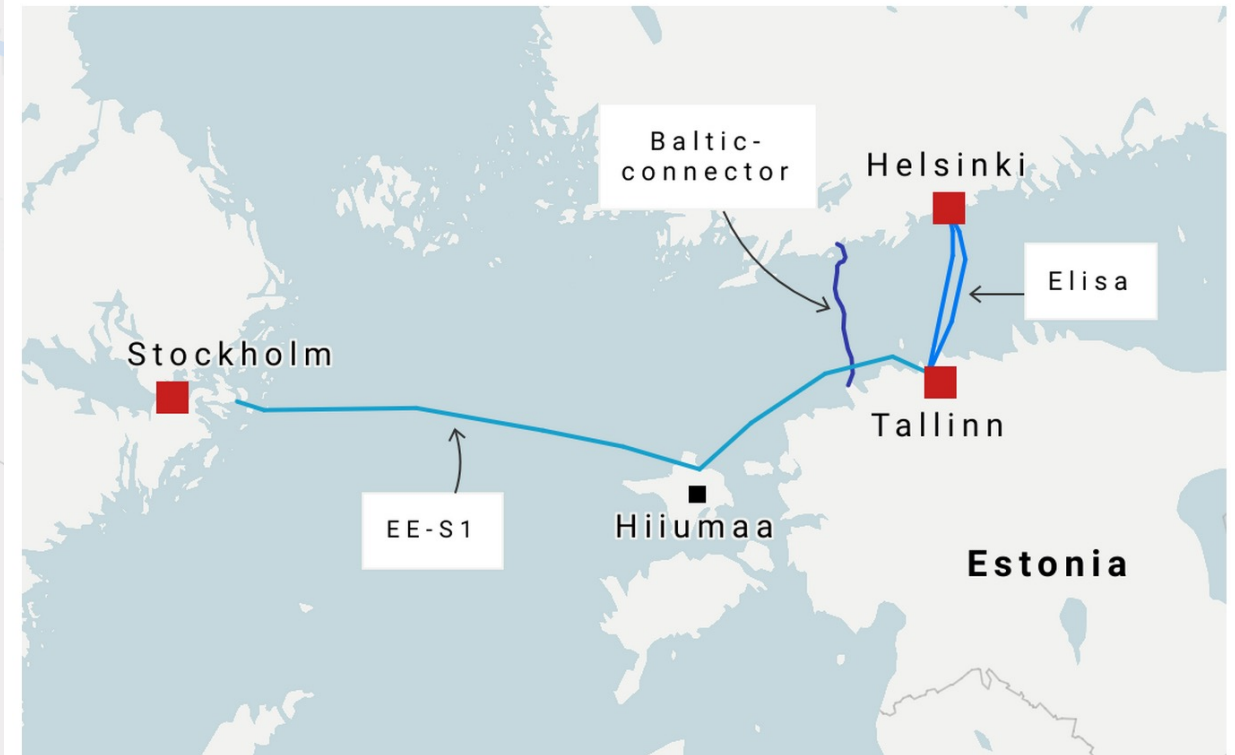 Baltic-
connector
Helsinki
Elisa
Stockholm
Tallinn
EE-S1
Hiiumaa
Estonia